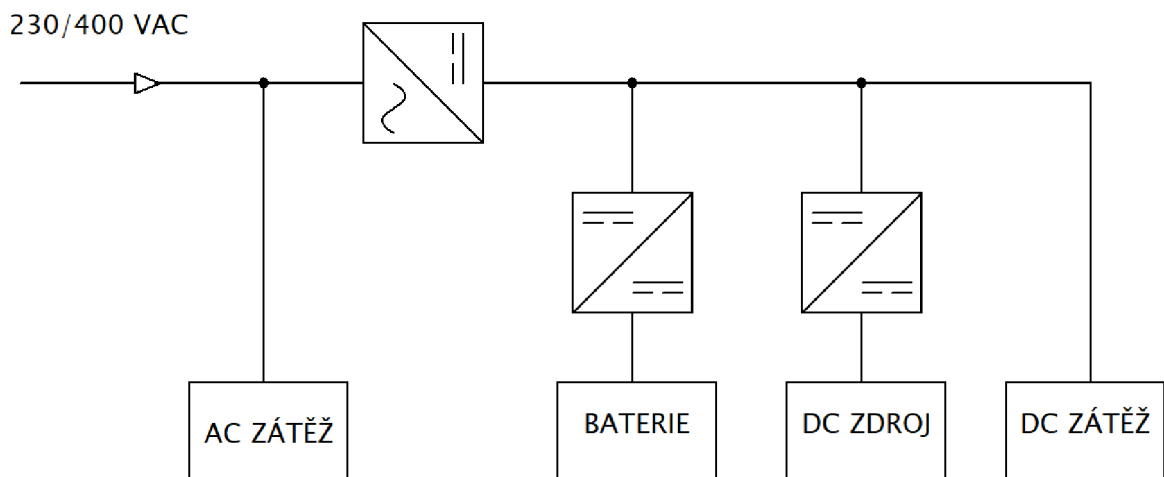 230/400 VAC
AC ZÁTĚŽ
BATERIE
DC ZDROJ
DC ZÁTĚŽ